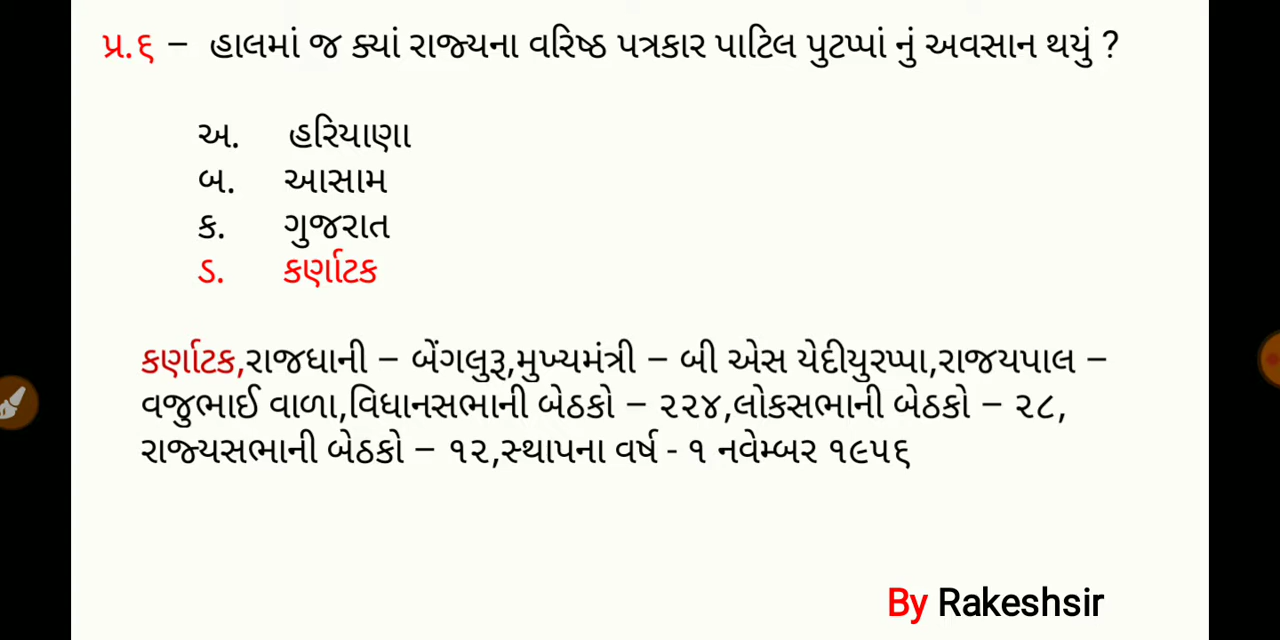 પ્ર.૬ – હાલમાં જ ક્યાં રાજ્યના વરિષ્ઠ પત્રકાર પાટિલ પુટપ્પાં નું અવસાન થયું ?
અ. હરિયાણા
બ. આસામ
ક. ગુજરાત
ડ. કર્ણાટક
કર્ણાટક,રાજધાની – બેંગલુરૂ,મુખ્યમંત્રી – બી એસ યેદીયુરપ્પા,રાજયપાલ –
વજુભાઈ વાળા,વિધાનસભાની બેઠકો – ૨૨૪,લોકસભાની બેઠકો – ૨૮,
રાજ્યસભાની બેઠકો – ૧૨,સ્થાપના વર્ષ - ૧ નવેમ્બર ૧૯૫૬
By Rakeshsir